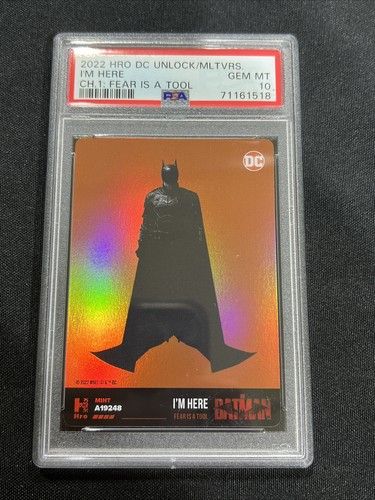 2022 HRO DC UNLOCK/MLTVRS.
I'M HERE GEM MT
CH.1: FEAR IS A TOOL 10
PSA 71161518
DC
Hro
MINT
A19248
I'M HERE
FEAR IS A TOOL
THE BATMAN